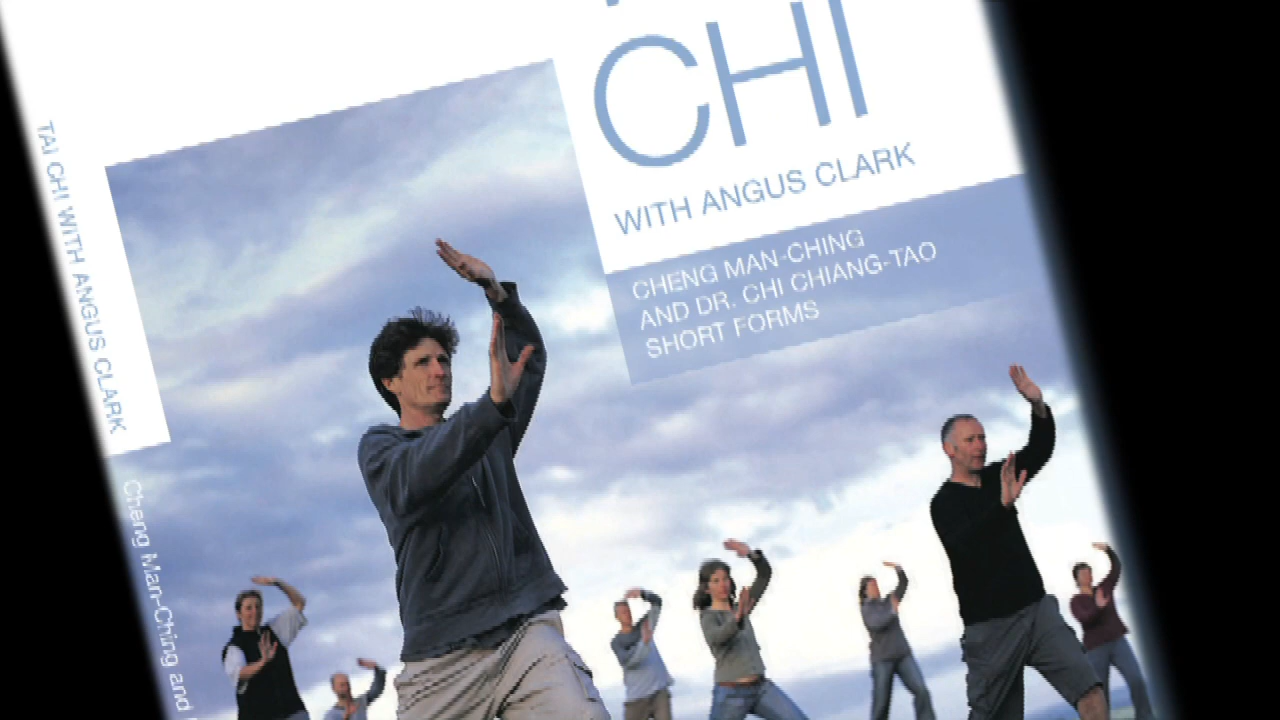 CHI
WITH ANGUS CLARK
CHENG MAN-CHING
AND DR. CHI CHIANG-TAO
SHORT FORMS
TAI CHI WITH ANGUS CLARK
Cheng Man-Ching and